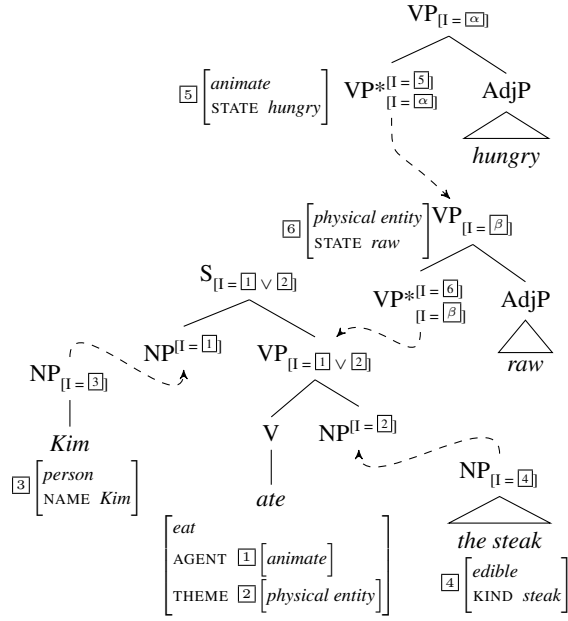 VP[I = α]
5 [animate
STATE hungry]
VP*[I = 5]
[I = α]
AdjP
hungry
6 [physical entity
STATE raw]
VP[I = β]
S[I = 1 ∨ 2]
VP*[I = 6]
[I = β]
AdjP
raw
NP[I = 1]
VP[I = 1 ∨ 2]
NP[I = 3]
Kim
3 [person
NAME Kim]
V
NP[I = 2]
ate
[eat
AGENT 1 [animate]
THEME 2 [physical entity]]
NP[I = 4]
the steak
4 [edible
KIND steak]